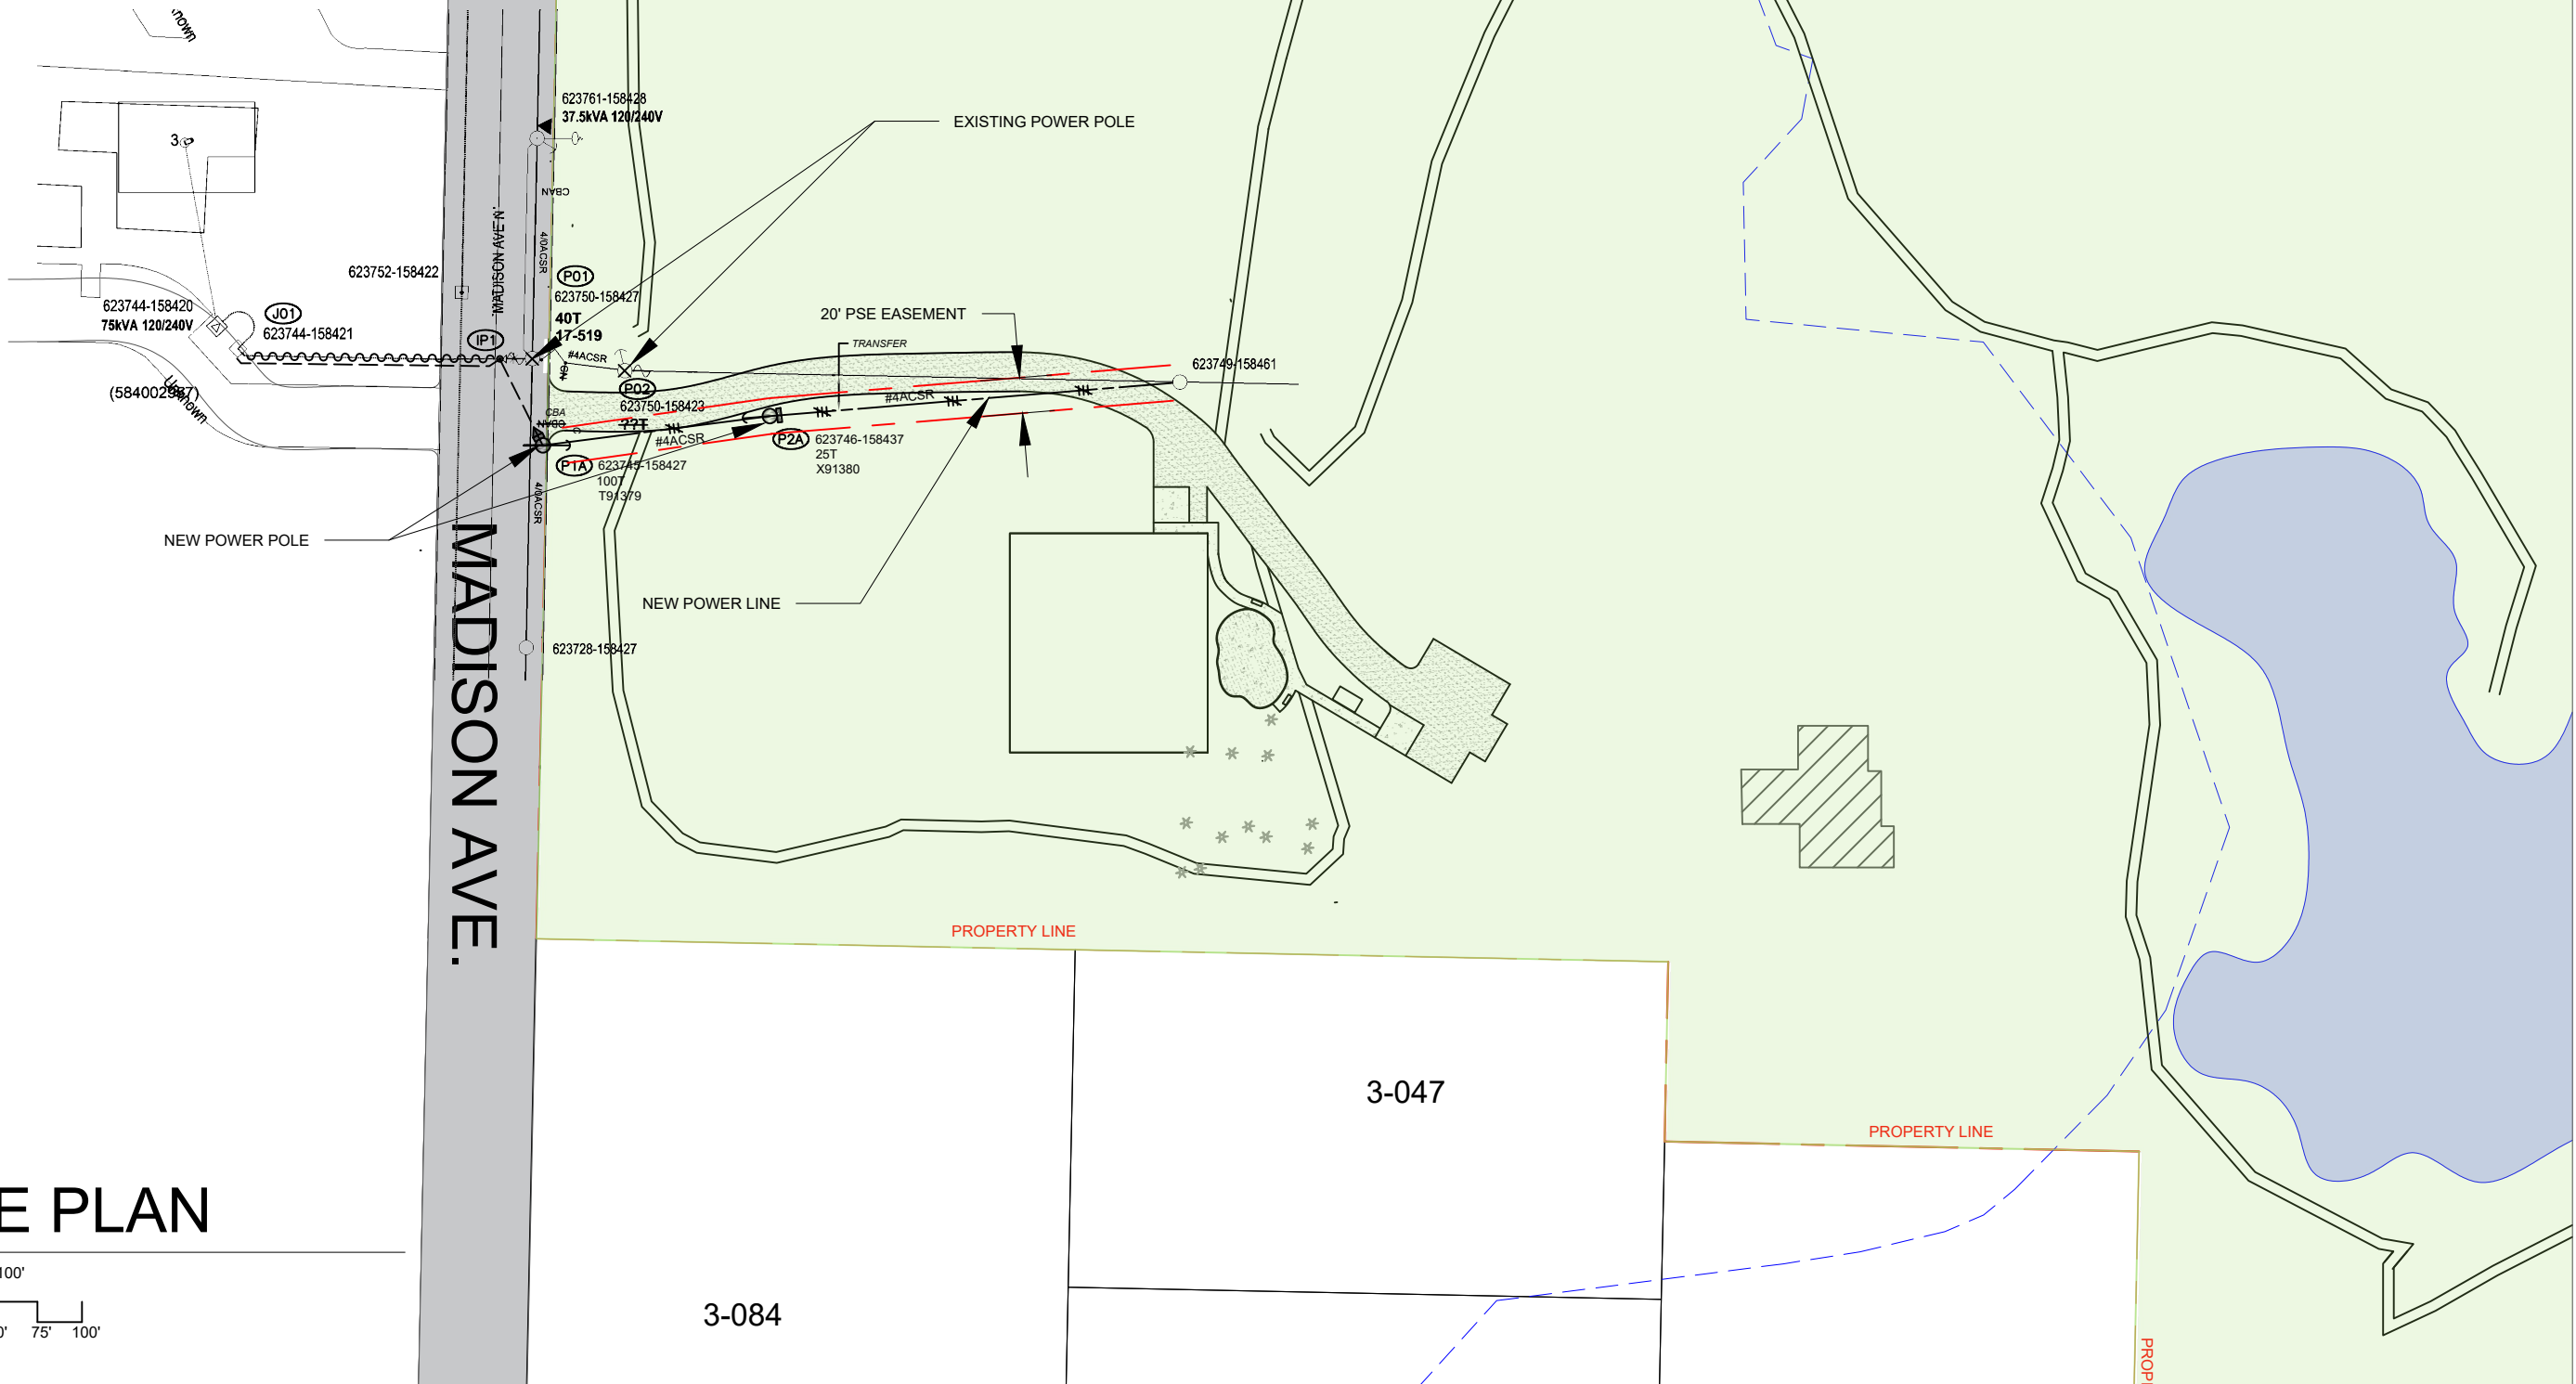 623761-158428
37.5kVA 120/240V
EXISTING POWER POLE
3
CBAN
MADISON AVE N.
4/0ACSR
623752-158422
P01
623750-158427
40T
17-519
623744-158420
75kVA 120/240V
J01
623744-158421
IP1
#4ACSR
20' PSE EASEMENT
TRANSFER
623749-158461
(584002967)
Unknown
P02
623750-158423
#4ACSR
CBA
CBAN
??T
#4ACSR
P2A
623746-158437
25T
X91380
P1A
623745-158427
100T
T91379
4/0ACSR
NEW POWER POLE
NEW POWER LINE
623728-158427
MADISON AVE.
PROPERTY LINE
3-047
PROPERTY LINE
E PLAN
100'
75' 100'
3-084